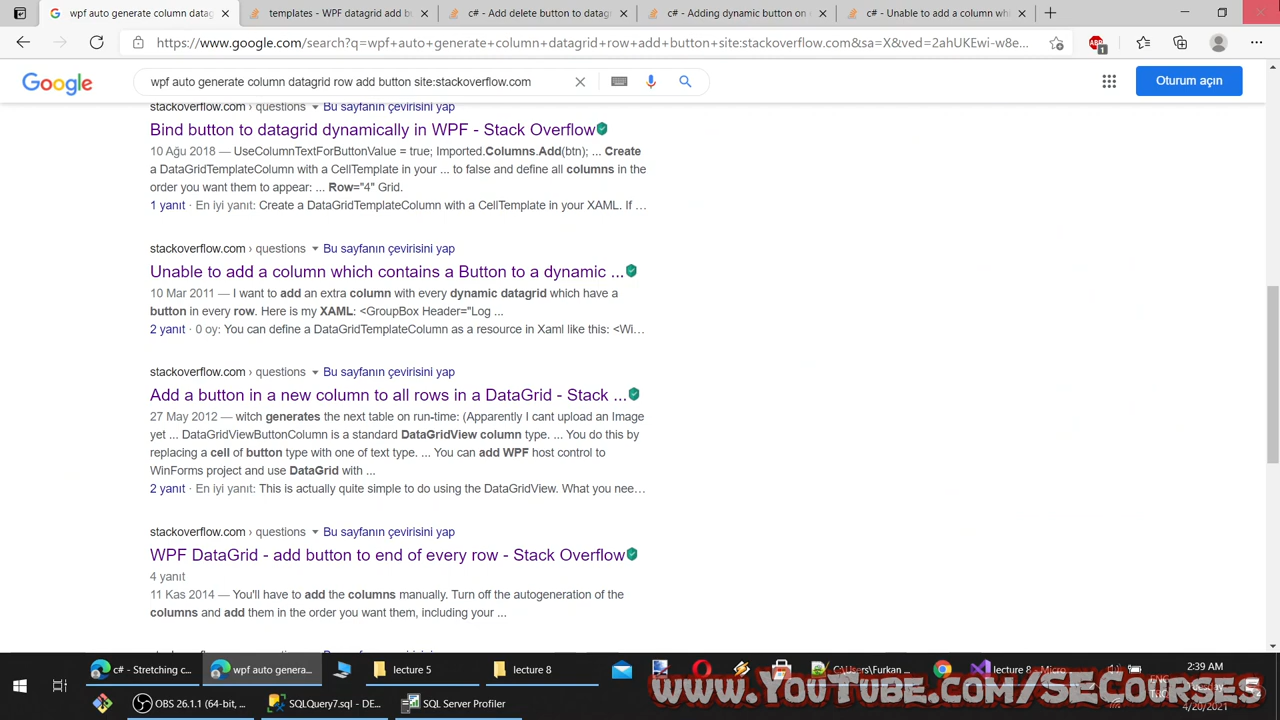 wpf auto generate column datag
templates - WPF datagrid add bu
c# - Add delete button to datag
c# - Adding dynamic button on
c# - Unable to add a column wh
https://www.google.com/search?q=wpf+auto+generate+column+datagrid+row+add+button+site:stackoverflow.com&sa=X&ved=2ahUKEwi-w8e...
ABP
1
Google
wpf auto generate column datagrid row add button site:stackoverflow.com
Oturum açın
stackoverflow.com › questions Bu sayfanın çevirisini yap
Bind button to datagrid dynamically in WPF - Stack Overflow
10 Ağu 2018 — UseColumnTextForButtonValue = true; Imported.Columns.Add(btn); ... Create
a DataGridTemplateColumn with a CellTemplate in your ... to false and define all columns in the
order you want them to appear: ... Row="4" Grid.
1 yanıt · En iyi yanıt: Create a DataGridTemplateColumn with a CellTemplate in your XAML. If …
stackoverflow.com › questions Bu sayfanın çevirisini yap
Unable to add a column which contains a Button to a dynamic ...
10 Mar 2011 — I want to add an extra column with every dynamic datagrid which have a
button in every row. Here is my XAML: <GroupBox Header="Log ...
2 yanıt · 0 oy: You can define a DataGridTemplateColumn as a resource in Xaml like this: <Wi…
stackoverflow.com › questions Bu sayfanın çevirisini yap
Add a button in a new column to all rows in a DataGrid - Stack ...
27 May 2012 — witch generates the next table on run-time: (Apparently I cant upload an Image
yet ... DataGridViewButtonColumn is a standard DataGridView column type. ... You do this by
replacing a cell of button type with one of text type. ... You can add WPF host control to
WinForms project and use DataGrid with ...
2 yanıt · En iyi yanıt: This is actually quite simple to do using the DataGridView. What you nee…
stackoverflow.com › questions Bu sayfanın çevirisini yap
WPF DataGrid - add button to end of every row - Stack Overflow
4 yanıt
11 Kas 2014 — You'll have to add the columns manually. Turn off the autogeneration of the
columns and add them in the order you want them, including your ...
c# - Stretching c...
wpf auto genera...
lecture 5
lecture 8
C:\Users\Furkan ...
lecture 8 - Micro...
2:39 AM
OBS 26.1.1 (64-bit, ...
SQLQuery7.sql - DE...
SQL Server Profiler
4/20/2021
www.YouTube.com/SECourses